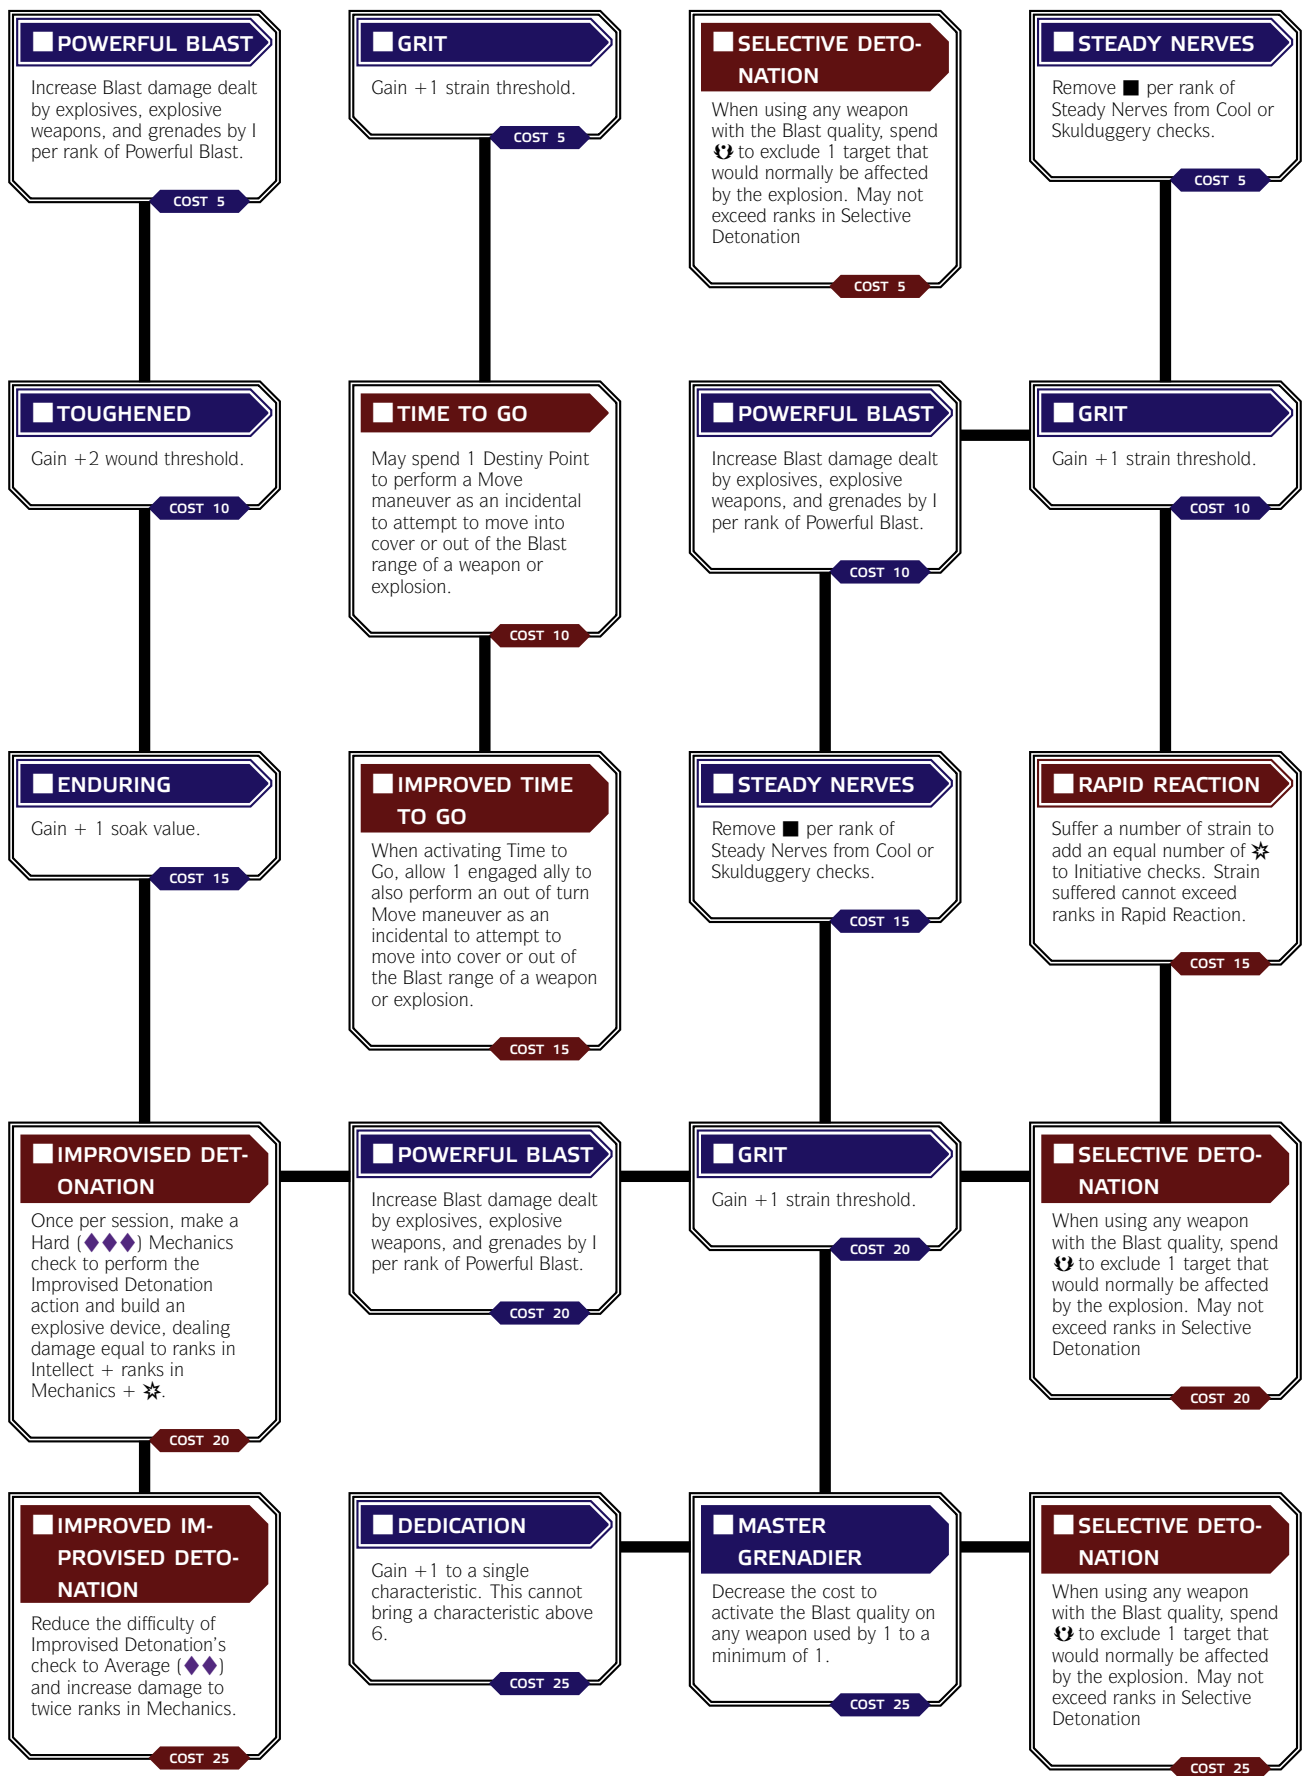 POWERFUL BLAST
Increase Blast damage dealt
by explosives, explosive
weapons, and grenades by I
per rank of Powerful Blast.
COST 5
GRIT
Gain +1 strain threshold.
COST 5
SELECTIVE DETO-
NATION
When using any weapon
with the Blast quality, spend
to exclude 1 target that
would normally be affected
by the explosion. May not
exceed ranks in Selective
Detonation
COST 5
STEADY NERVES
Remove ■ per rank of
Steady Nerves from Cool or
Skulduggery checks.
COST 5
TOUGHENED
Gain +2 wound threshold.
COST 10
TIME TO GO
May spend 1 Destiny Point
to perform a Move
maneuver as an incidental
to attempt to move into
cover or out of the Blast
range of a weapon or
explosion.
COST 10
POWERFUL BLAST
Increase Blast damage dealt
by explosives, explosive
weapons, and grenades by I
per rank of Powerful Blast.
COST 10
GRIT
Gain +1 strain threshold.
COST 10
ENDURING
Gain + 1 soak value.
COST 15
IMPROVED TIME
TO GO
When activating Time to
Go, allow 1 engaged ally to
also perform an out of turn
Move maneuver as an
incidental to attempt to
move into cover or out of
the Blast range of a weapon
or explosion.
COST 15
STEADY NERVES
Remove ■ per rank of
Steady Nerves from Cool or
Skulduggery checks.
COST 15
RAPID REACTION
Suffer a number of strain to
add an equal number of
to Initiative checks. Strain
suffered cannot exceed
ranks in Rapid Reaction.
COST 15
IMPROVISED DET-
ONATION
Once per session, make a
Hard (♦♦♦) Mechanics
check to perform the
Improvised Detonation
action and build an
explosive device, dealing
damage equal to ranks in
Intellect + ranks in
Mechanics + .
COST 20
POWERFUL BLAST
Increase Blast damage dealt
by explosives, explosive
weapons, and grenades by I
per rank of Powerful Blast.
COST 20
GRIT
Gain +1 strain threshold.
COST 20
SELECTIVE DETO-
NATION
When using any weapon
with the Blast quality, spend
to exclude 1 target that
would normally be affected
by the explosion. May not
exceed ranks in Selective
Detonation
COST 20
IMPROVED IM-
PROVISED DETO-
NATION
Reduce the difficulty of
Improvised Detonation's
check to Average (♦♦)
and increase damage to
twice ranks in Mechanics.
COST 25
DEDICATION
Gain +1 to a single
characteristic. This cannot
bring a characteristic above
6.
COST 25
MASTER
GRENADIER
Decrease the cost to
activate the Blast quality on
any weapon used by 1 to a
minimum of 1.
COST 25
SELECTIVE DETO-
NATION
When using any weapon
with the Blast quality, spend
to exclude 1 target that
would normally be affected
by the explosion. May not
exceed ranks in Selective
Detonation
COST 25